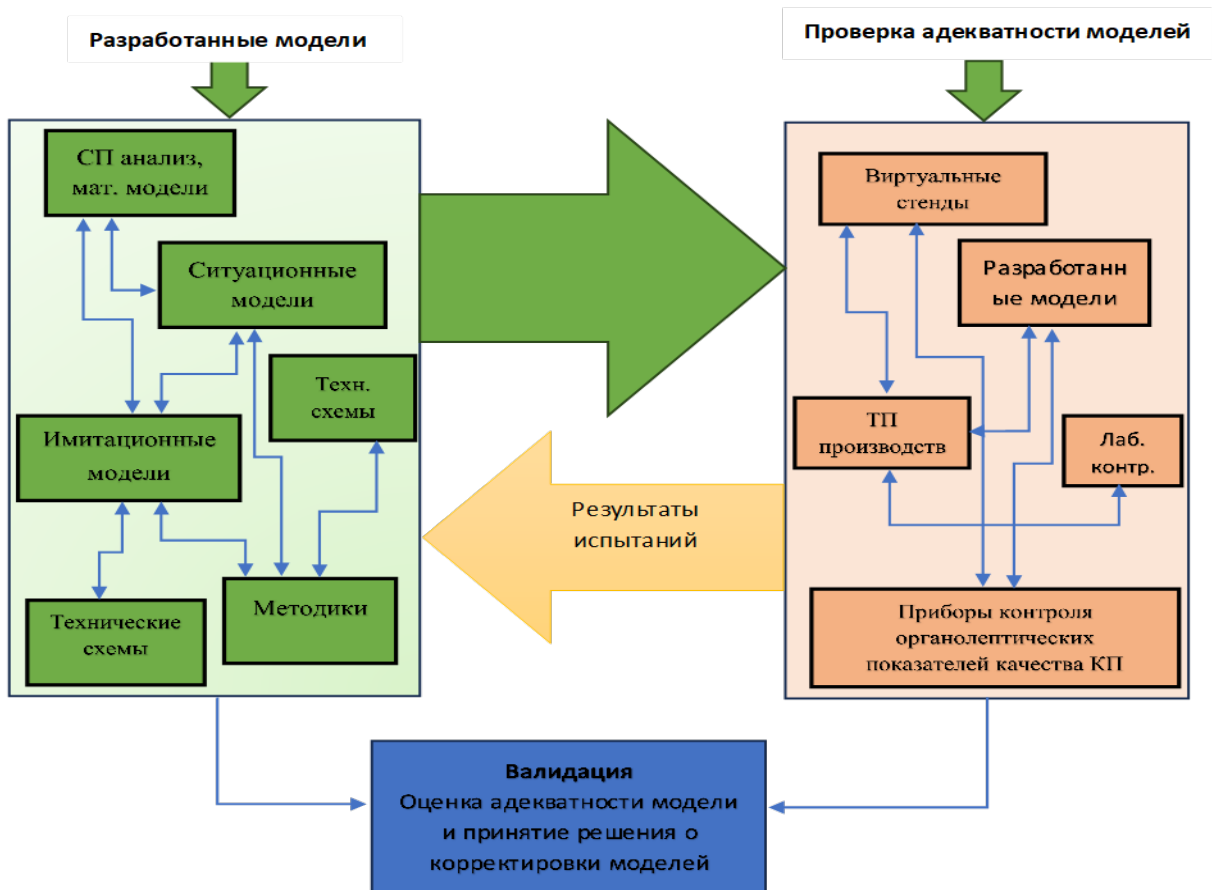 Разработанные модели
Проверка адекватности моделей
СП анализ,
мат. модели
Ситуационные
модели
Техн.
схемы
Имитационные
модели
Технические
схемы
Методики
Результаты
испытаний
Виртуальные
стенды
Разработанн
ые модели
ТП
производств
Лаб.
контр.
Приборы контроля
органолептических
показателей качества КП
Валидация
Оценка адекватности модели
и принятие решения о
корректировки моделей